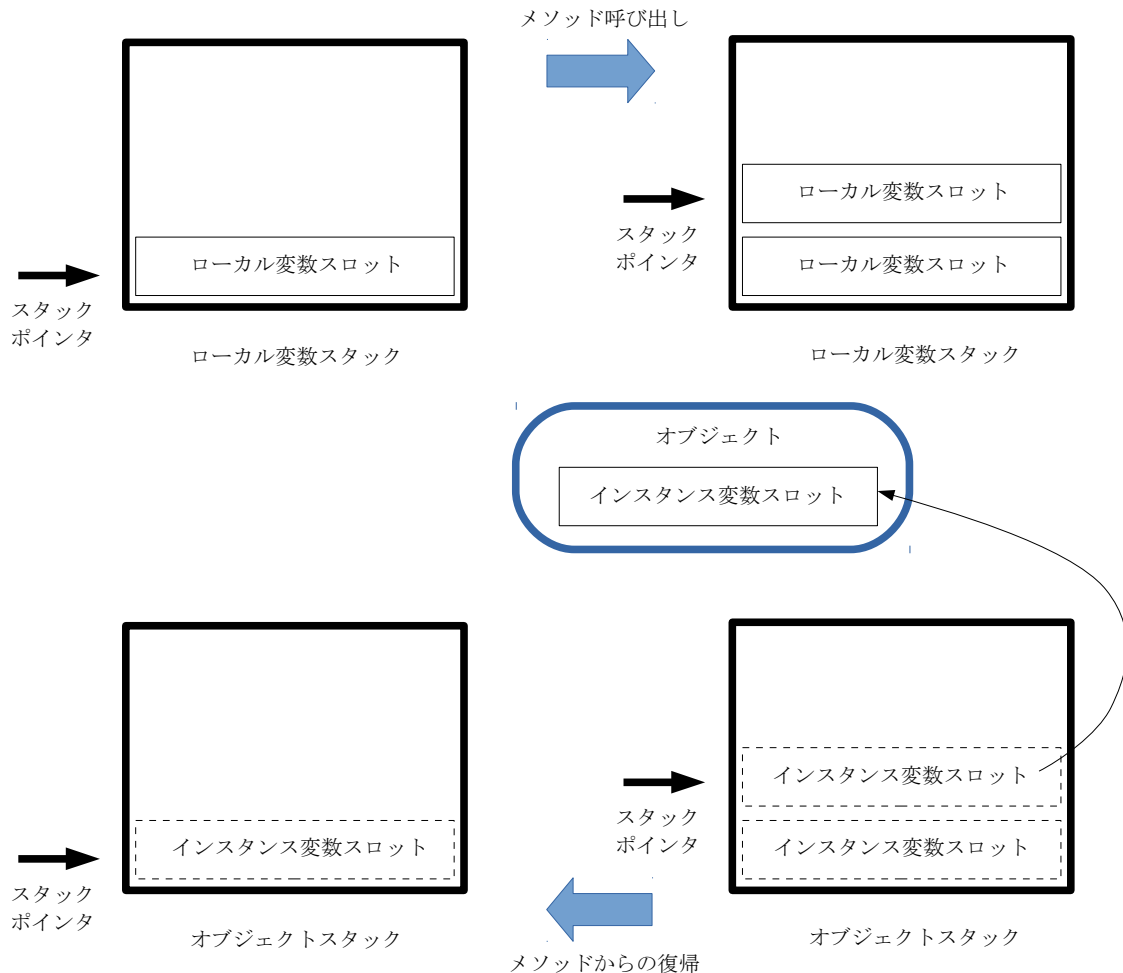 メソッド呼び出し
ローカル変数スロット
スタック
ポインタ
ローカル変数スタック
ローカル変数スロット
スタック
ポインタ
ローカル変数スロット
ローカル変数スタック
オブジェクト
インスタンス変数スロット
インスタンス変数スロット
スタック
ポインタ
オブジェクトスタック
インスタンス変数スロット
スタック
ポインタ
インスタンス変数スロット
オブジェクトスタック
メソッドからの復帰